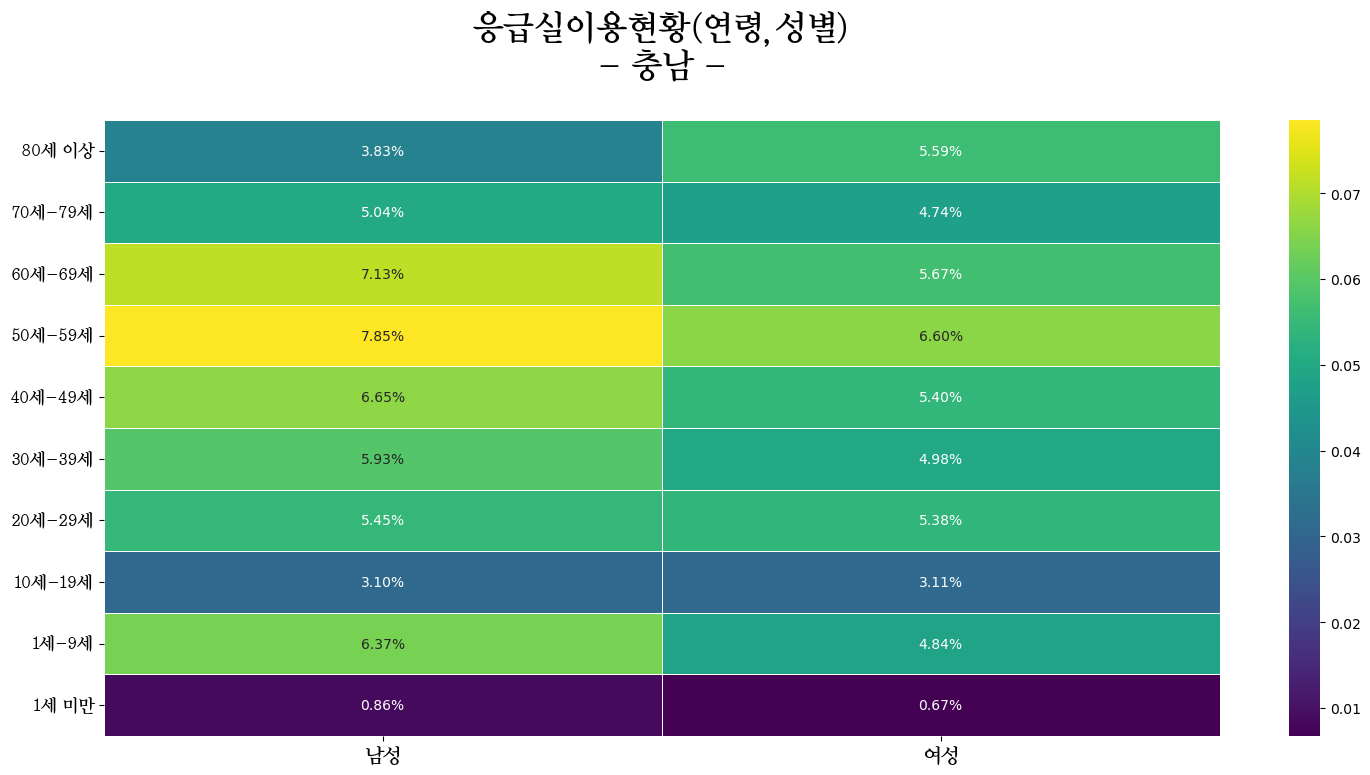 응급실이용현황(연령, 성별)
- 충남 -
80세 이상 3.83% 5.59%
70세-79세 5.04% 4.74%
60세-69세 7.13% 5.67%
50세-59세 7.85% 6.60%
40세-49세 6.65% 5.40%
30세-39세 5.93% 4.98%
20세-29세 5.45% 5.38%
10세-19세 3.10% 3.11%
1세-9세 6.37% 4.84%
1세 미만 0.86% 0.67%
남성 여성
0.07
0.06
0.05
0.04
0.03
0.02
0.01